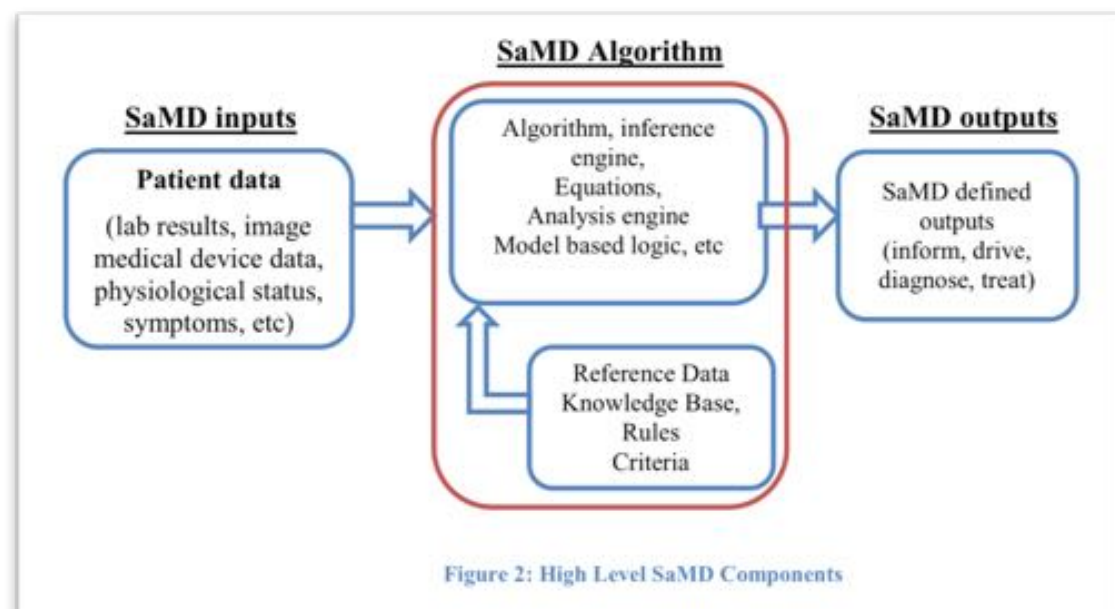 SaMD Algorithm
SaMD inputs
Patient data
(lab results, image
medical device data,
physiological status,
symptoms, etc)
Algorithm, inference
engine,
Equations,
Analysis engine
Model based logic, etc
Reference Data
Knowledge Base,
Rules
Criteria
SaMD outputs
SaMD defined
outputs
(inform, drive,
diagnose, treat)
Figure 2: High Level SaMD Components